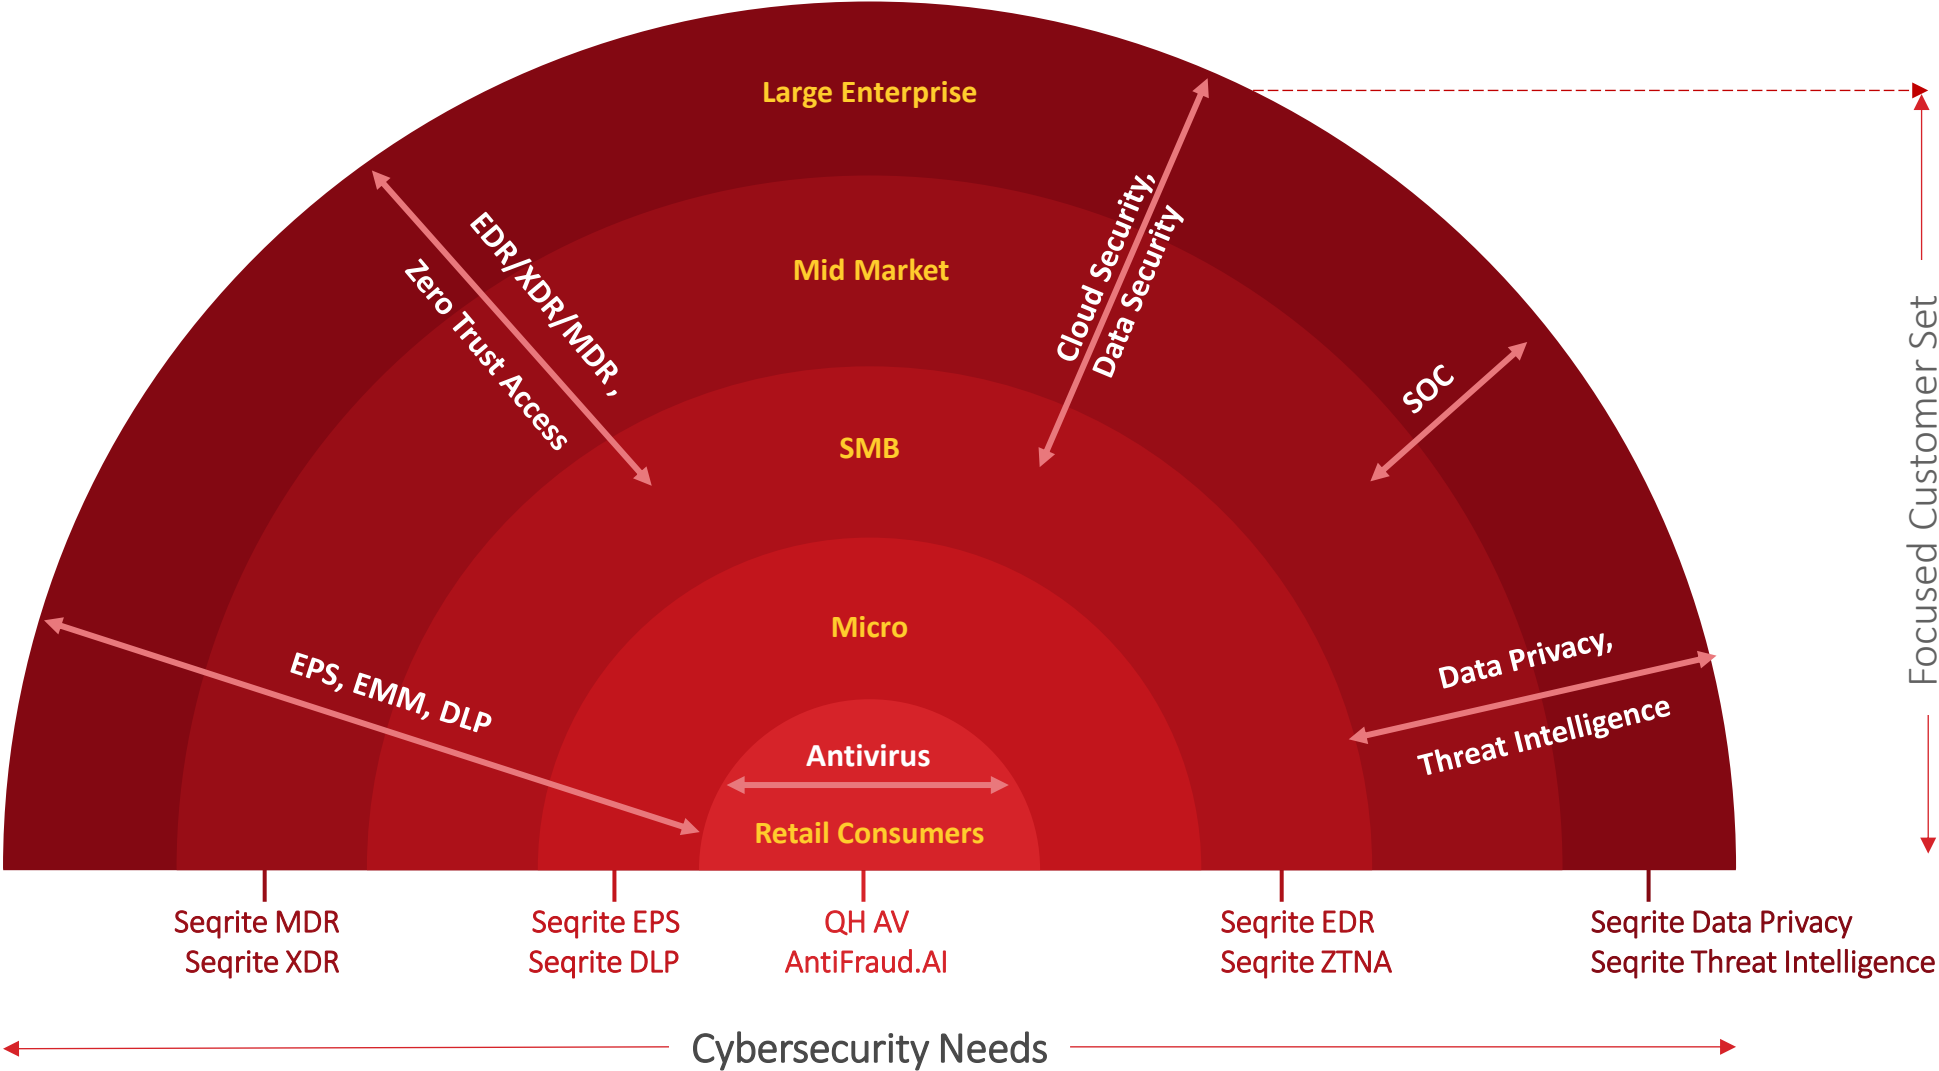 Large Enterprise
Mid Market
SMB
Micro
Antivirus
Retail Consumers
EDR/XDR/MDR ,
Zero Trust Access
Cloud Security,
Data Security
SOC
EPS, EMM, DLP
Data Privacy,
Threat Intelligence
Focused Customer Set
Seqrite MDR
Seqrite XDR
Seqrite EPS
Seqrite DLP
QH AV
AntiFraud.AI
Seqrite EDR
Seqrite ZTNA
Seqrite Data Privacy
Seqrite Threat Intelligence
Cybersecurity Needs